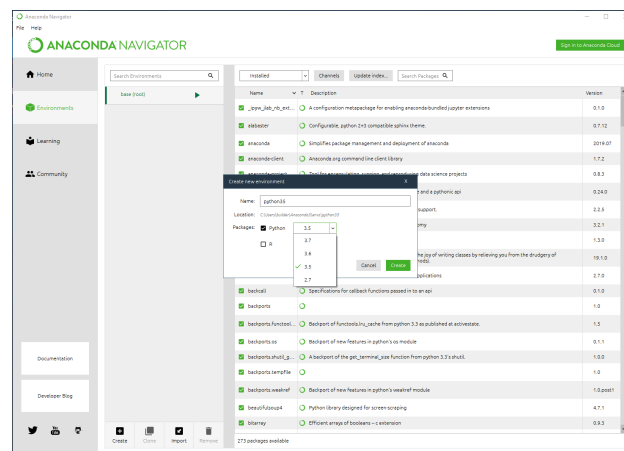 Anaconda Navigator
File Help
ANACONDA NAVIGATOR
Sign in to Anaconda Cloud
Home
Environments
Learning
Community
Documentation
Developer Blog
Search Environments
base (root)
Create Clone Import Remove
Installed Channels Update index... Search Packages
Name T Description Version
_ipyw_jlab_nb_ext... A configuration metapackage for enabling anaconda-bundled jupyter extensions 0.1.0
alabaster Configurable, python 2+3 compatible sphinx theme. 0.7.12
anaconda Simplifies package management and deployment of anaconda 2019.07
anaconda-client Anaconda.org command line client library 1.7.2
anaconda-project Tool for encapsulating, running, and reproducing data science projects 0.8.3
and a pythonic api 0.24.0
support. 2.2.5
omy 3.2.1
1.3.0
he joy of writing classes by relieving you from the drudgery of
19.1.0
pplications 2.7.0
Create new environment X
Name: python35
Location:
Packages: Python 3.5
R
3.7
3.6
3.5
2.7
Cancel Create
backcall Specifications for callback functions passed in to an api 0.1.0
backports 1.0
backports.functool... Backport of functools.lru_cache from python 3.3 as published at activestate. 1.5
backports.os Backport of new features in python's os module 0.1.1
backports.shutil_g... A backport of the get_terminal_size function from python 3.3's shutil. 1.0.0
backports.tempfile 1.0
backports.weakref Backport of new features in python's weakref module 1.0.post1
beautifulsoup4 Python library designed for screen-scraping 4.7.1
bitarray Efficient arrays of booleans -- c extension 0.9.3
273 packages available